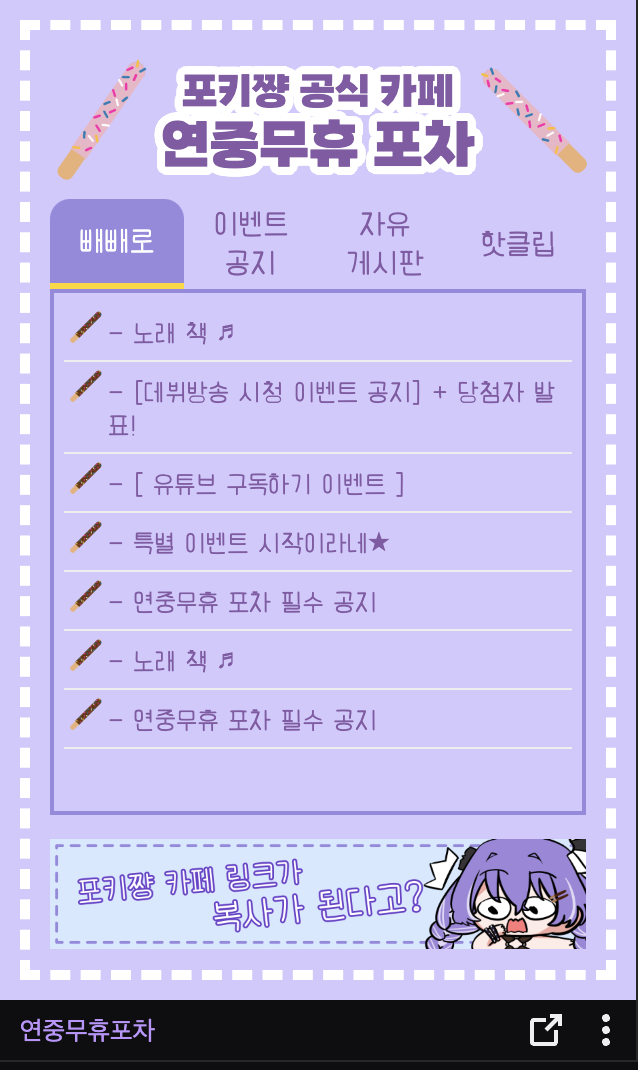 포키쨩 공식 카페
연중무휴 포차
빼빼로
이벤트
공지
자유
게시판
핫클립
- 노래 책 ♬
- [데뷔방송 시청 이벤트 공지] + 당첨자 발
표!
- [ 유튜브 구독하기 이벤트 ]
- 특별 이벤트 시작이라네★
- 연중무휴 포차 필수 공지
- 노래 책 ♬
- 연중무휴 포차 필수 공지
포키쨩 카페 링크가
복사가 된다고?
연중무휴포차